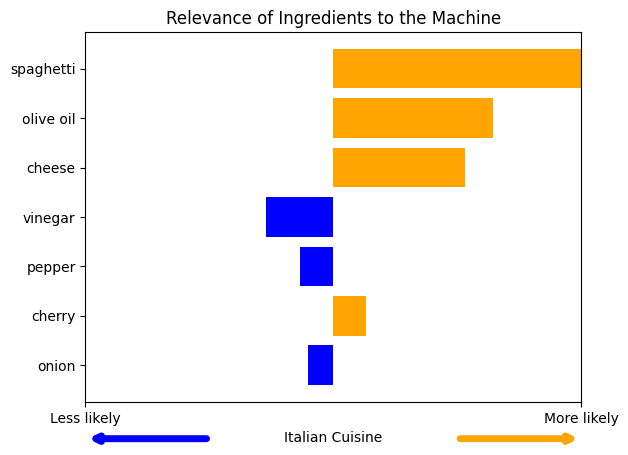 Relevance of Ingredients to the Machine
spaghetti
olive oil
cheese
vinegar
pepper
cherry
onion
Less likely
More likely
Italian Cuisine